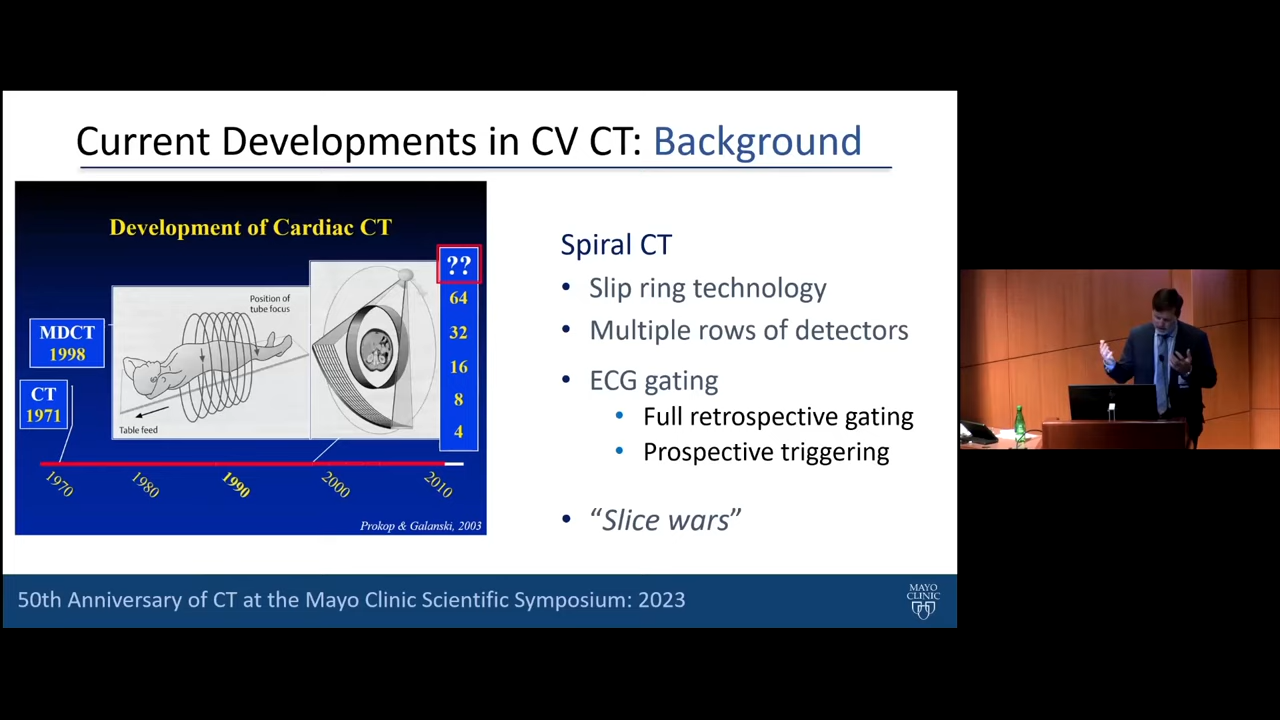 Current Developments in CV CT: Background
Development of Cardiac CT
??
64
32
16
8
4
Position of
tube focus
MDCT
1998
CT
1971
Table feed
1970
1980
1990
2000
2010
Prokop & Galanski, 2003
Spiral CT
• Slip ring technology
• Multiple rows of detectors
• ECG gating
• Full retrospective gating
• Prospective triggering
• “Slice wars”
50th Anniversary of CT at the Mayo Clinic Scientific Symposium: 2023
MAYO
CLINIC